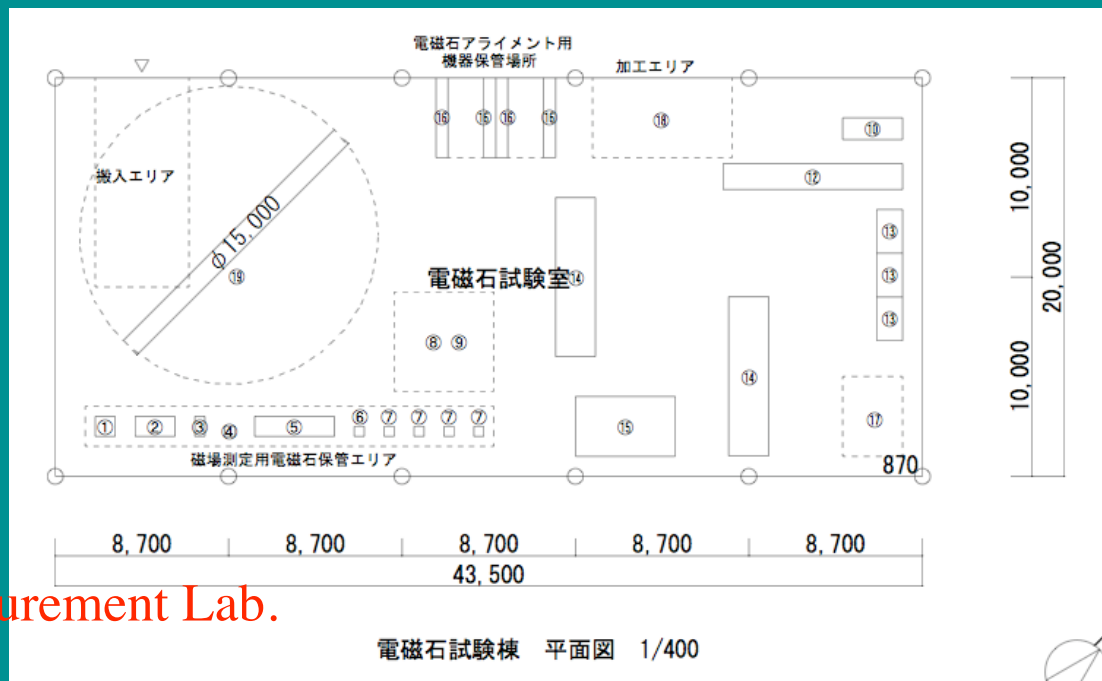 電磁石アライメント用
機器保管場所
加工エリア
⑯ ⑯ ⑯ ⑯
⑱
⑩
搬入エリア
⑫
10,000
φ15,000
⑬
⑲
電磁石試験室
⑭
⑬
20,000
⑬
⑧ ⑨
⑭
10,000
① ② ③ ④ ⑤ ⑥ ⑦ ⑦ ⑦ ⑦
⑮
⑰
磁場測定用電磁石保管エリア
870
8,700 8,700 8,700 8,700 8,700
43,500
urement Lab.
電磁石試験棟 平面図 1/400